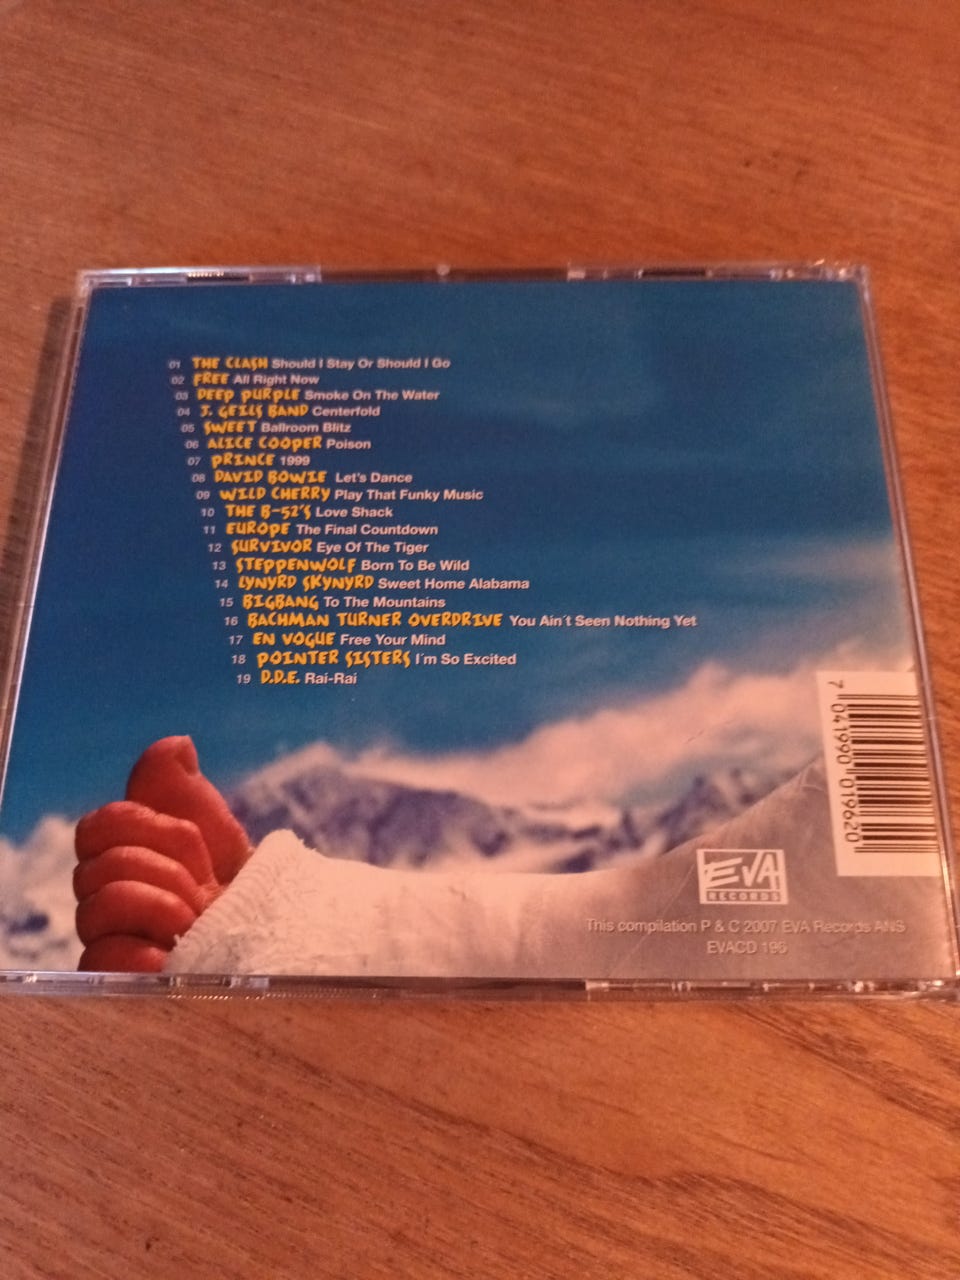 01 THE CLASH Should I Stay Or Should I Go
02 FREE All Right Now
03 DEEP PURPLE Smoke On The Water
04 J. GEILS BAND Centerfold
05 SWEET Ballroom Blitz
06 ALICE COOPER Poison
07 PRINCE 1999
08 DAVID BOWIE Let's Dance
09 WILD CHERRY Play That Funky Music
10 THE B-52'S Love Shack
11 EUROPE The Final Countdown
12 SURVIVOR Eye Of The Tiger
13 STEPPENWOLF Born To Be Wild
14 LYNYRD SKYNYRD Sweet Home Alabama
15 BIGBANG To The Mountains
16 BACHMAN TURNER OVERDRIVE You Ain´t Seen Nothing Yet
17 EN VOGUE Free Your Mind
18 POINTER SISTERS I´m So Excited
19 D.D.E. Rai-Rai
7 041990 019620
EVA
RECORDS
This compilation P & C 2007 EVA Records ANS
EVACD 196